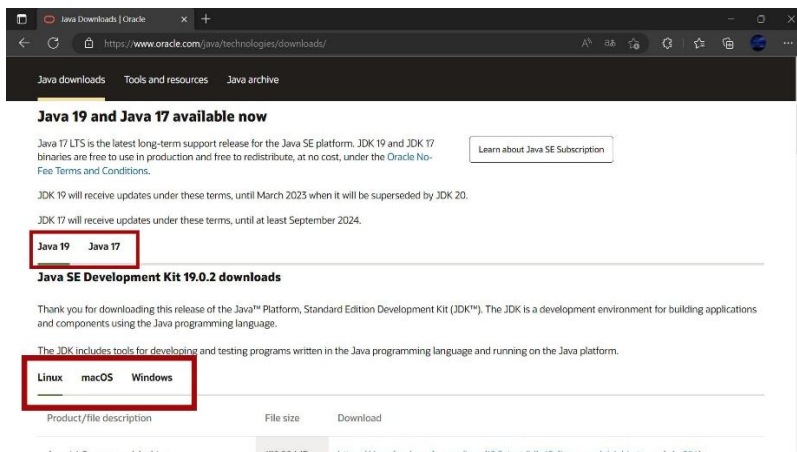 Java Downloads | Oracle
https://www.oracle.com/java/technologies/downloads/
Java downloads Tools and resources Java archive
Java 19 and Java 17 available now
Java 17 LTS is the latest long-term support release for the Java SE platform. JDK 19 and JDK 17
binaries are free to use in production and free to redistribute, at no cost, under the Oracle No-
Fee Terms and Conditions.
Learn about Java SE Subscription
JDK 19 will receive updates under these terms, until March 2023 when it will be superseded by JDK 20.
JDK 17 will receive updates under these terms, until at least September 2024.
Java 19 Java 17
Java SE Development Kit 19.0.2 downloads
Thank you for downloading this release of the Java™ Platform, Standard Edition Development Kit (JDK™). The JDK is a development environment for building applications
and components using the Java programming language.
The JDK includes tools for developing and testing programs written in the Java programming language and running on the Java platform.
Linux macOS Windows
Product/file description File size Download